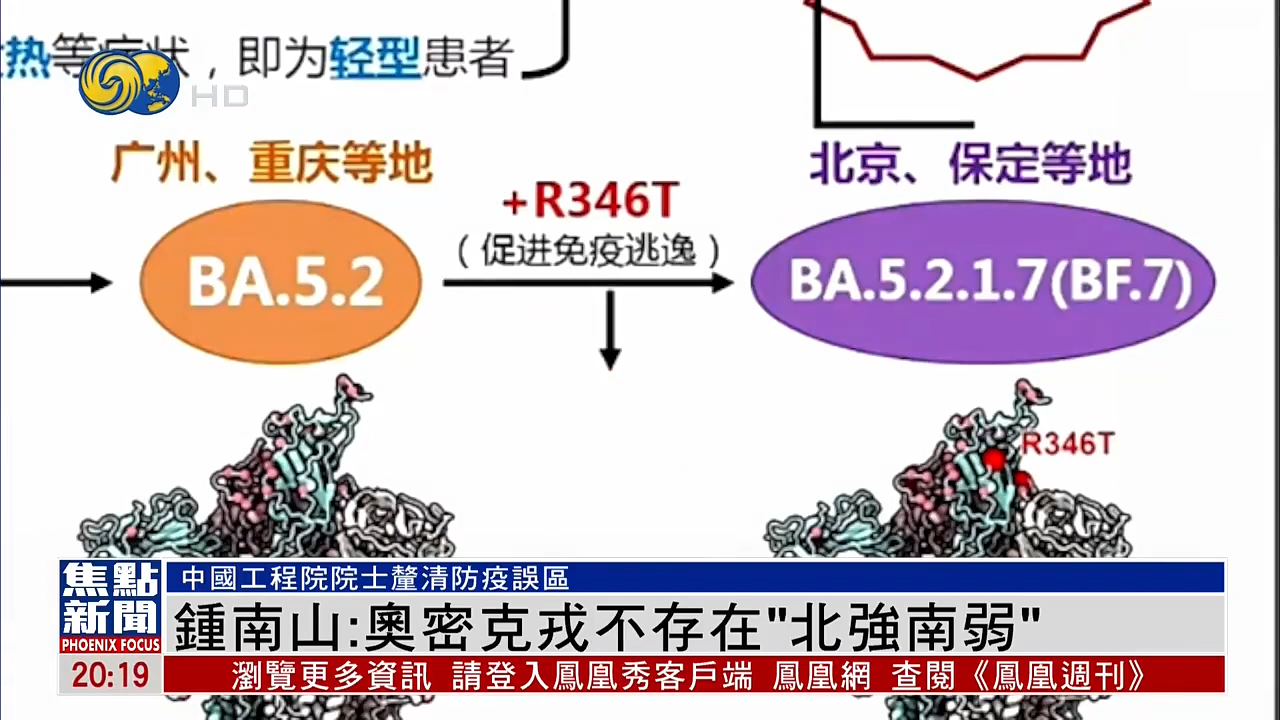 热等症状，即为轻型患者
HD
广州、重庆等地
北京、保定等地
+R346T
（促进免疫逃逸）
BA.5.2
BA.5.2.1.7(BF.7)
R346T
焦點新聞
PHOENIX FOCUS
中國工程院院士釐清防疫誤區
鍾南山:奧密克戎不存在"北強南弱"
20:19
瀏覽更多資訊 請登入鳳凰秀客戶端 鳳凰網 查閱《鳳凰週刊》